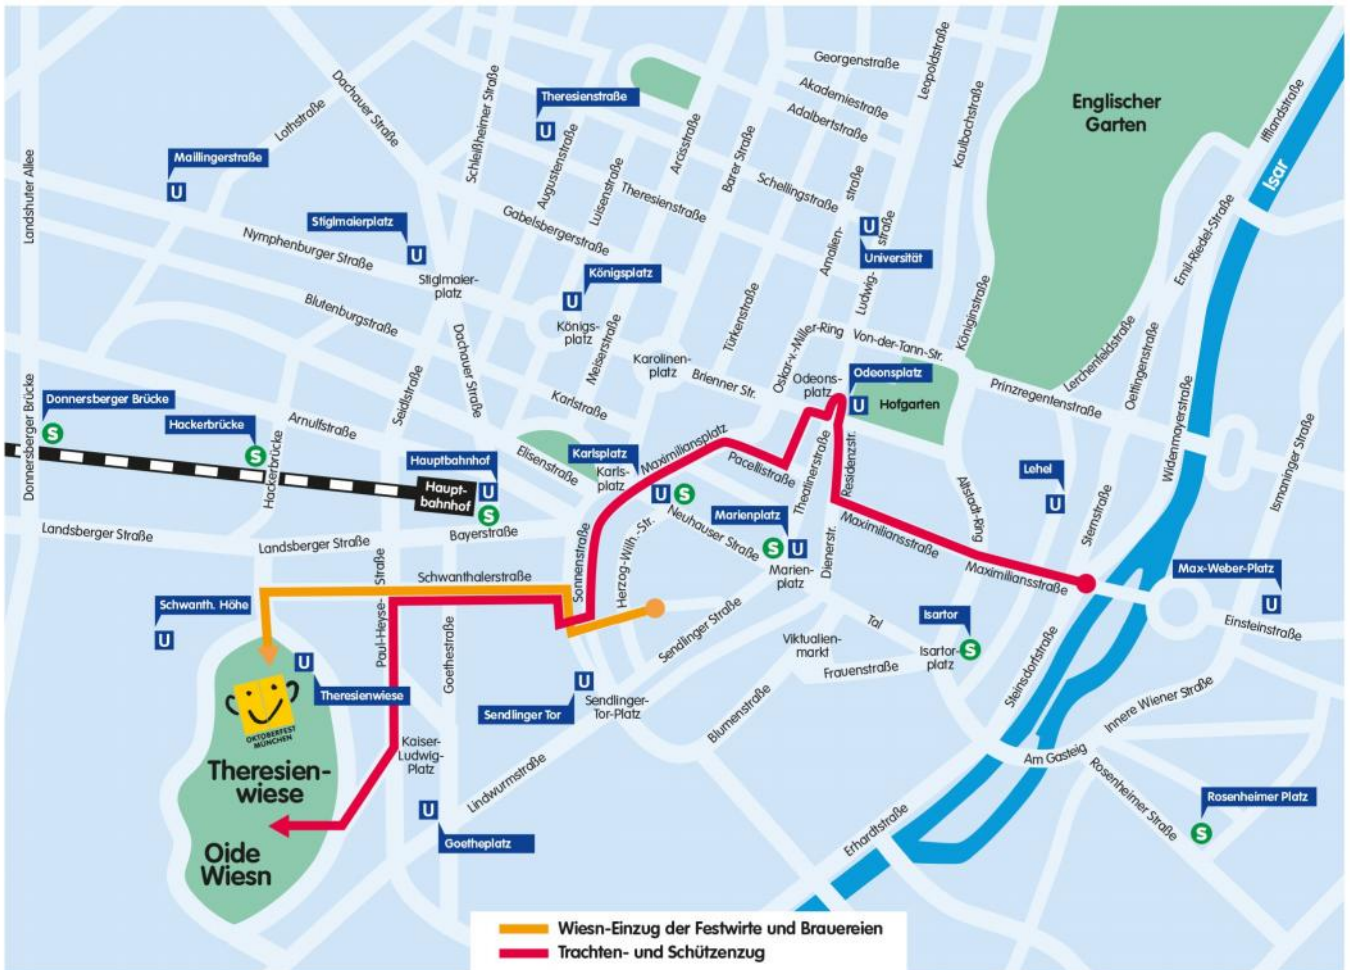 Georgenstraße
Leopoldstraße
Akademiestraße
Adalbertstraße
Kaulbachstraße
Englischer
Garten
Ifflandstraße
Isar
Dachauer Straße
Schleißheimer Straße
Theresienstraße
U
Lothstraße
Augustenstraße
Luisenstraße
Arcisstraße
Barer Straße
Landshuter Allee
Maillingerstraße
U
Theresienstraße
Schellingstraße
Amalien-
straße
Gabelsbergerstraße
Stiglmaierplatz
U
Nymphenburger Straße
Stiglmaier-
platz
U
Universität
Ludwig-
straße
Emil-Riedel-Straße
Königsplatz
U
Königs-
platz
Blutenburgstraße
Türkenstraße
Königinstraße
Meiserstraße
Dachauer Straße
Oskar-v.-Miller-Ring
Von-der-Tann-Str.
Lerchenfeldstraße
Oettingenstraße
Karolinen-
platz
Brienner Str.
Odeons-
platz
Odeonsplatz
U
Hofgarten
Prinzregentenstraße
Widenmayerstraße
Donnersberger Brücke
Donnersberger Brücke
S
Hackerbrücke
S
Hackerbrücke
Arnulfstraße
Seidlstraße
Karlstraße
Elisenstraße
Hauptbahnhof
U
S
Haupt-
bahnhof
Karlsplatz
Karls-
platz
U
S
Maximiliansplatz
Pacellistraße
Theatinerstraße
Residenzstr.
Altstadt-Ring
Lehel
U
Sternstraße
Ismaninger Straße
Landsberger Straße
Landsberger Straße
Bayerstraße
Neuhauser Straße
Marienplatz
S
U
Marien-
platz
Dienerstr.
Maximiliansstraße
Maximiliansstraße
Max-Weber-Platz
U
Einsteinstraße
Schwanthalerstraße
Sonnenstraße
Herzog-Wilh.-Str.
Paul-Heyse-
Straße
Schwanth. Höhe
U
Goethestraße
Sendlinger Straße
Tal
Viktualien-
markt
Frauenstraße
Isartor
Isartor-
platz
S
Steinsdorfstraße
U
Theresienwiese
U
Sendlinger Tor
Sendlinger-
Tor-Platz
Blumenstraße
Innere Wiener Straße
OKTOBERFEST
MÜNCHEN
Kaiser-
Ludwig-
Platz
Lindwurmstraße
Am Gasteig
Rosenheimer Straße
Rosenheimer Platz
S
Theresien-
wiese
U
Goetheplatz
Erhardtstraße
Oide
Wiesn
Wiesn-Einzug der Festwirte und Brauereien
Trachten- und Schützenzug